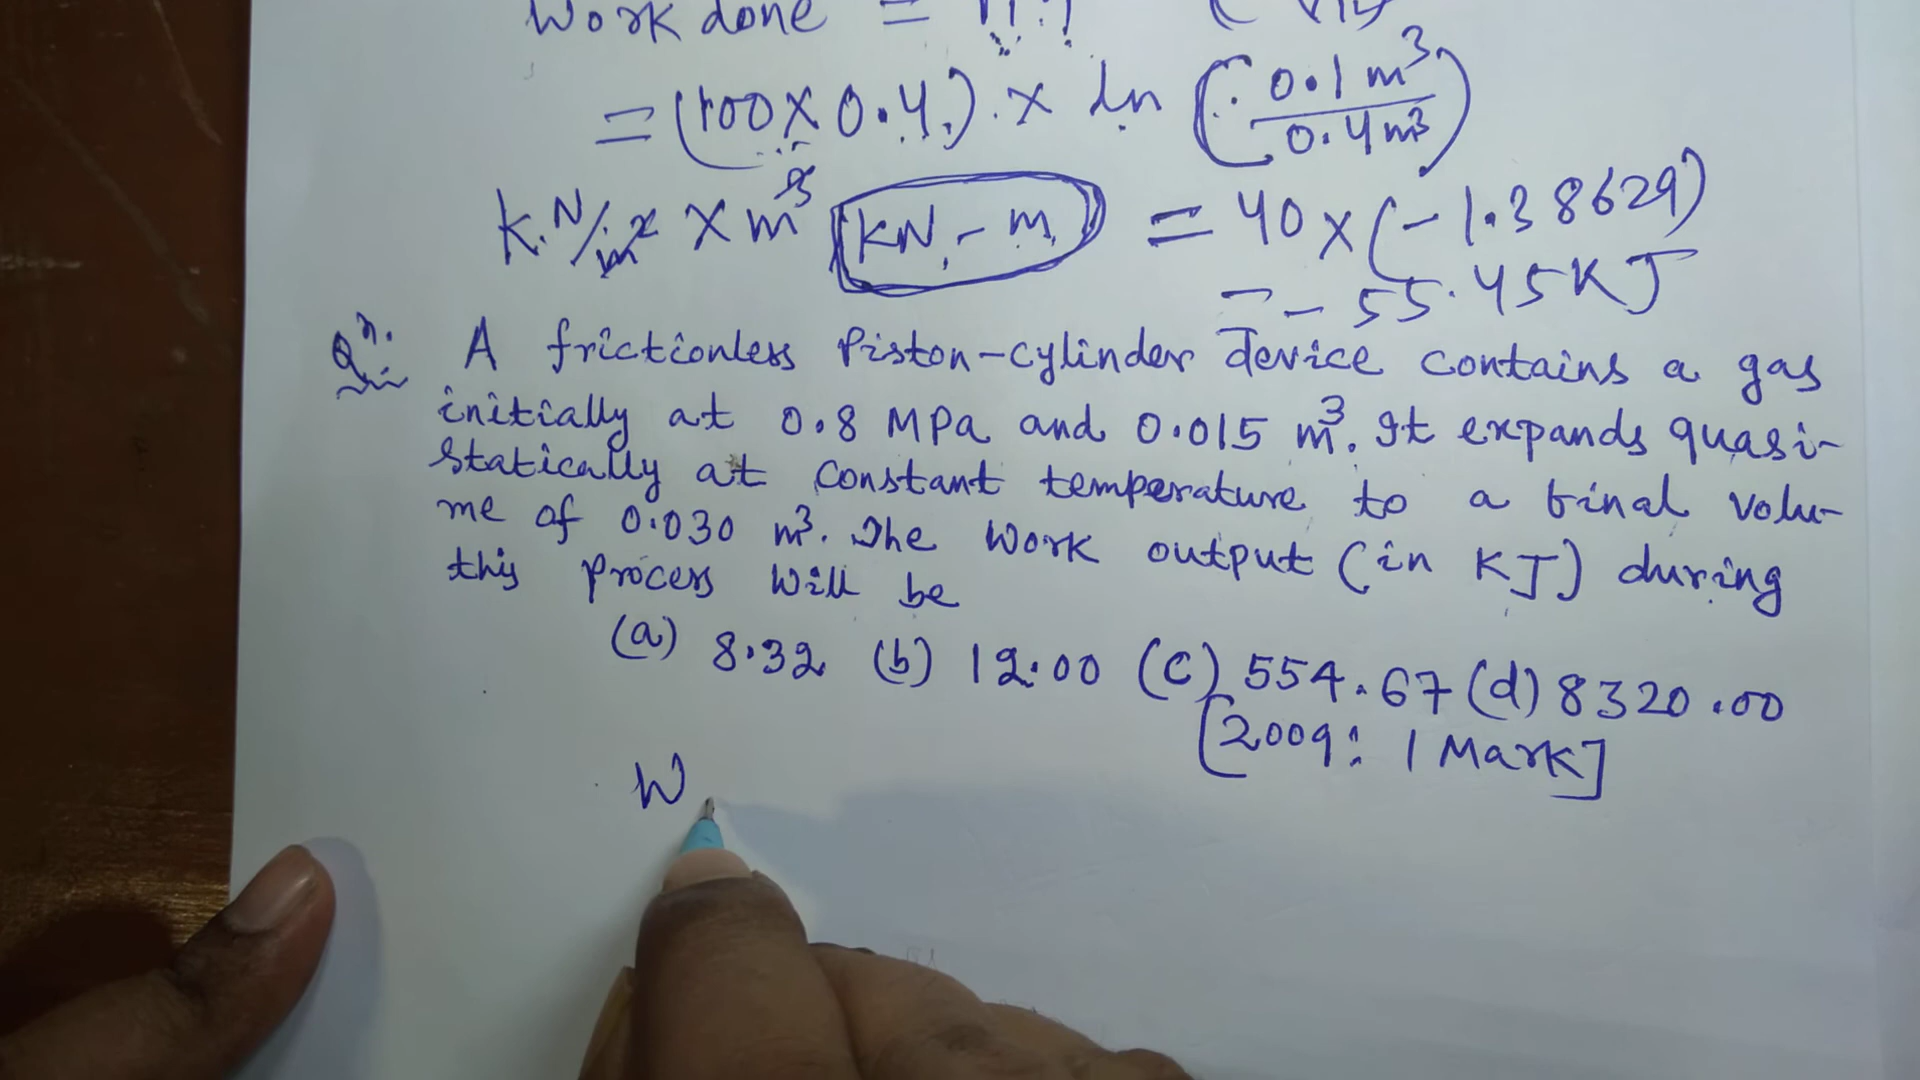 Work done =
= (100 × 0.4) × ln (0.1 m³ / 0.4 m³)
K.N/m² × m³ KN - m = 40 × (-1.38629)
= - 55.45 KJ
Qn. A frictionless Piston-cylinder Device contains a gas
initially at 0.8 MPa and 0.015 m³. It expands quasi-
statically at constant temperature to a final volu-
me of 0.030 m³. The Work output (in KJ) during
this process will be
(a) 8.32 (b) 12.00 (c) 554.67 (d) 8320.00
[2009: 1 Mark]
W